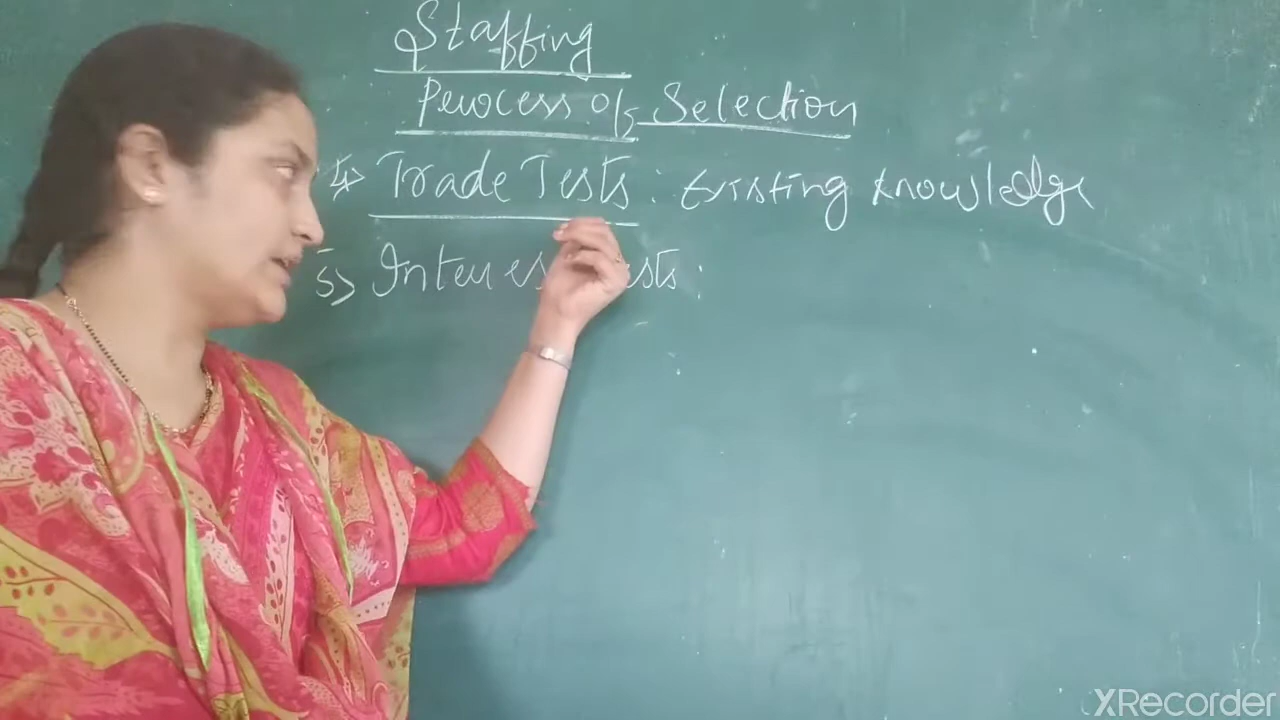 Staffing
Process of Selection
4> Trade Tests : Existing knowledge
5> Interest Tests :
XRecorder